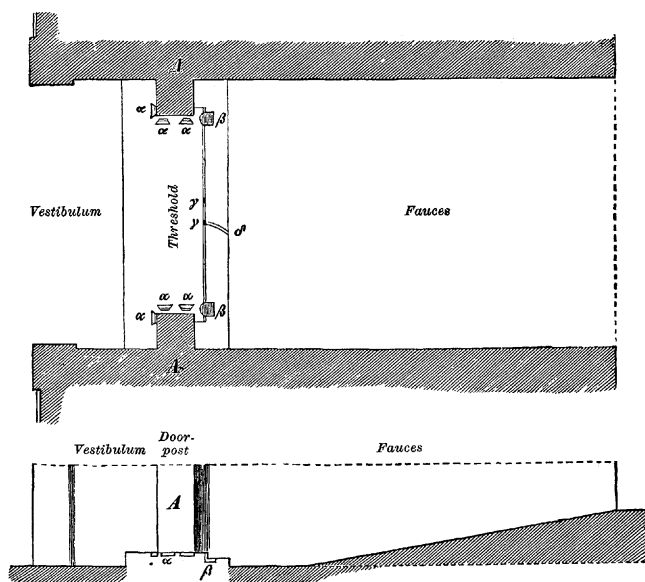 A
α
α α
β
Vestibulum
Threshold
γ
γ
δ
Fauces
α α
α
β
A
Vestibulum
Door-
post
Fauces
A
α
β